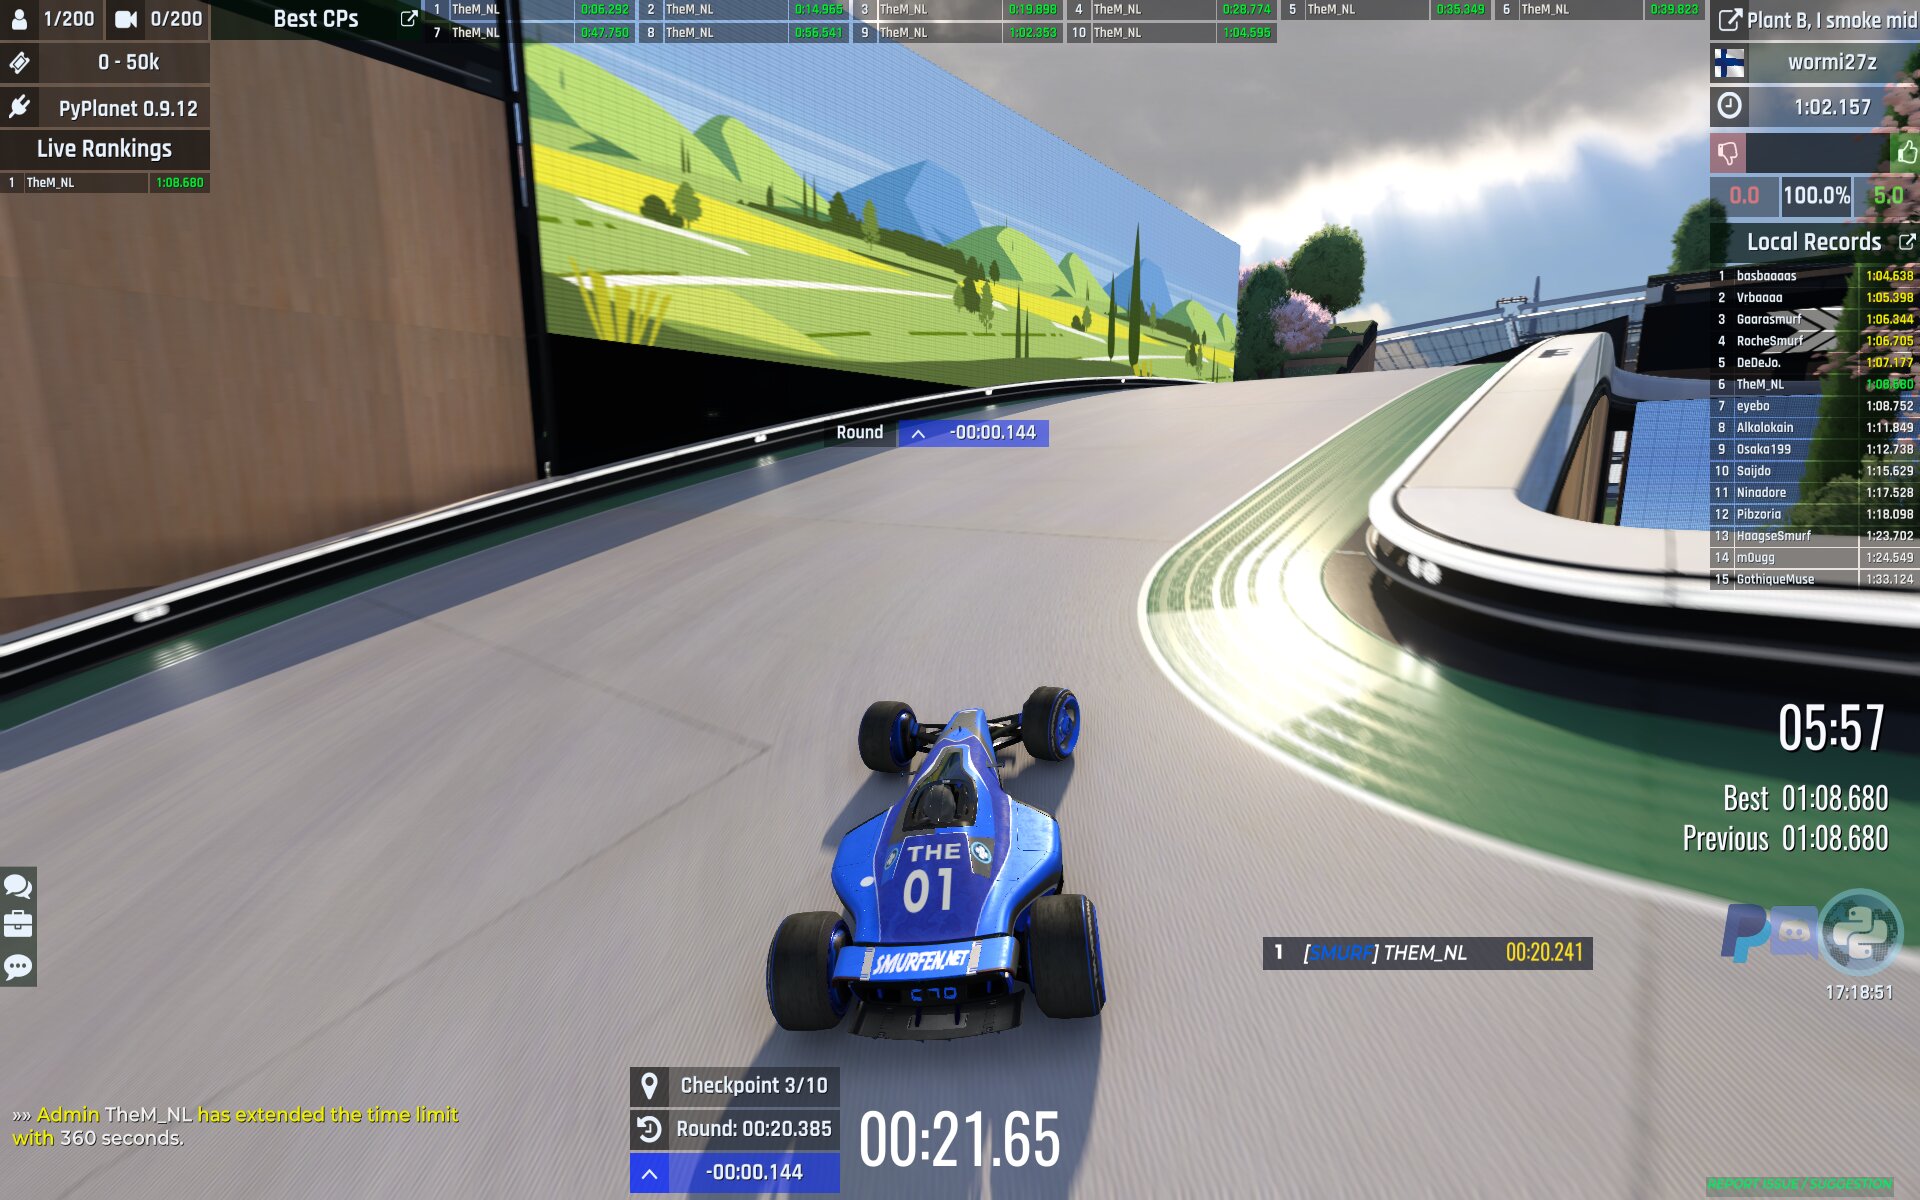 1/200 0/200 Best CPs
1 TheM_NL 0:06.292 2 TheM_NL 0:14.965 3 TheM_NL 0:19.898 4 TheM_NL 0:28.774 5 TheM_NL 0:35.349 6 TheM_NL 0:39.823
7 TheM_NL 0:47.750 8 TheM_NL 0:56.541 9 TheM_NL 1:02.353 10 TheM_NL 1:04.595
0 - 50k
PyPlanet 0.9.12
Live Rankings
1 TheM_NL 1:08.680
Plant B, I smoke mid
wormi27z
1:02.157
0.0 100.0% 5.0
Local Records
1 basbaaaas 1:04.638
2 Vrbaaaa 1:05.398
3 Gaarasmurf 1:06.344
4 RocheSmurf 1:06.705
5 DeDeJo. 1:07.177
6 TheM_NL 1:08.680
7 eyebo 1:08.752
8 Alkolokain 1:11.849
9 Osaka199 1:12.738
10 Saijdo 1:15.629
11 Ninadore 1:17.528
12 Pibzoria 1:18.098
13 HaagseSmurf 1:23.702
14 m0ugg 1:24.549
15 GothiqueMuse 1:33.124
Round -00:00.144
05:57
Best 01:08.680
Previous 01:08.680
THE
01
SMURFEN.NET
1 [SMURF] THEM_NL 00:20.241
17:18:51
»» Admin TheM_NL has extended the time limit
with 360 seconds.
Checkpoint 3/10
Round: 00:20.385
-00:00.144
00:21.65
REPORT ISSUE / SUGGESTION